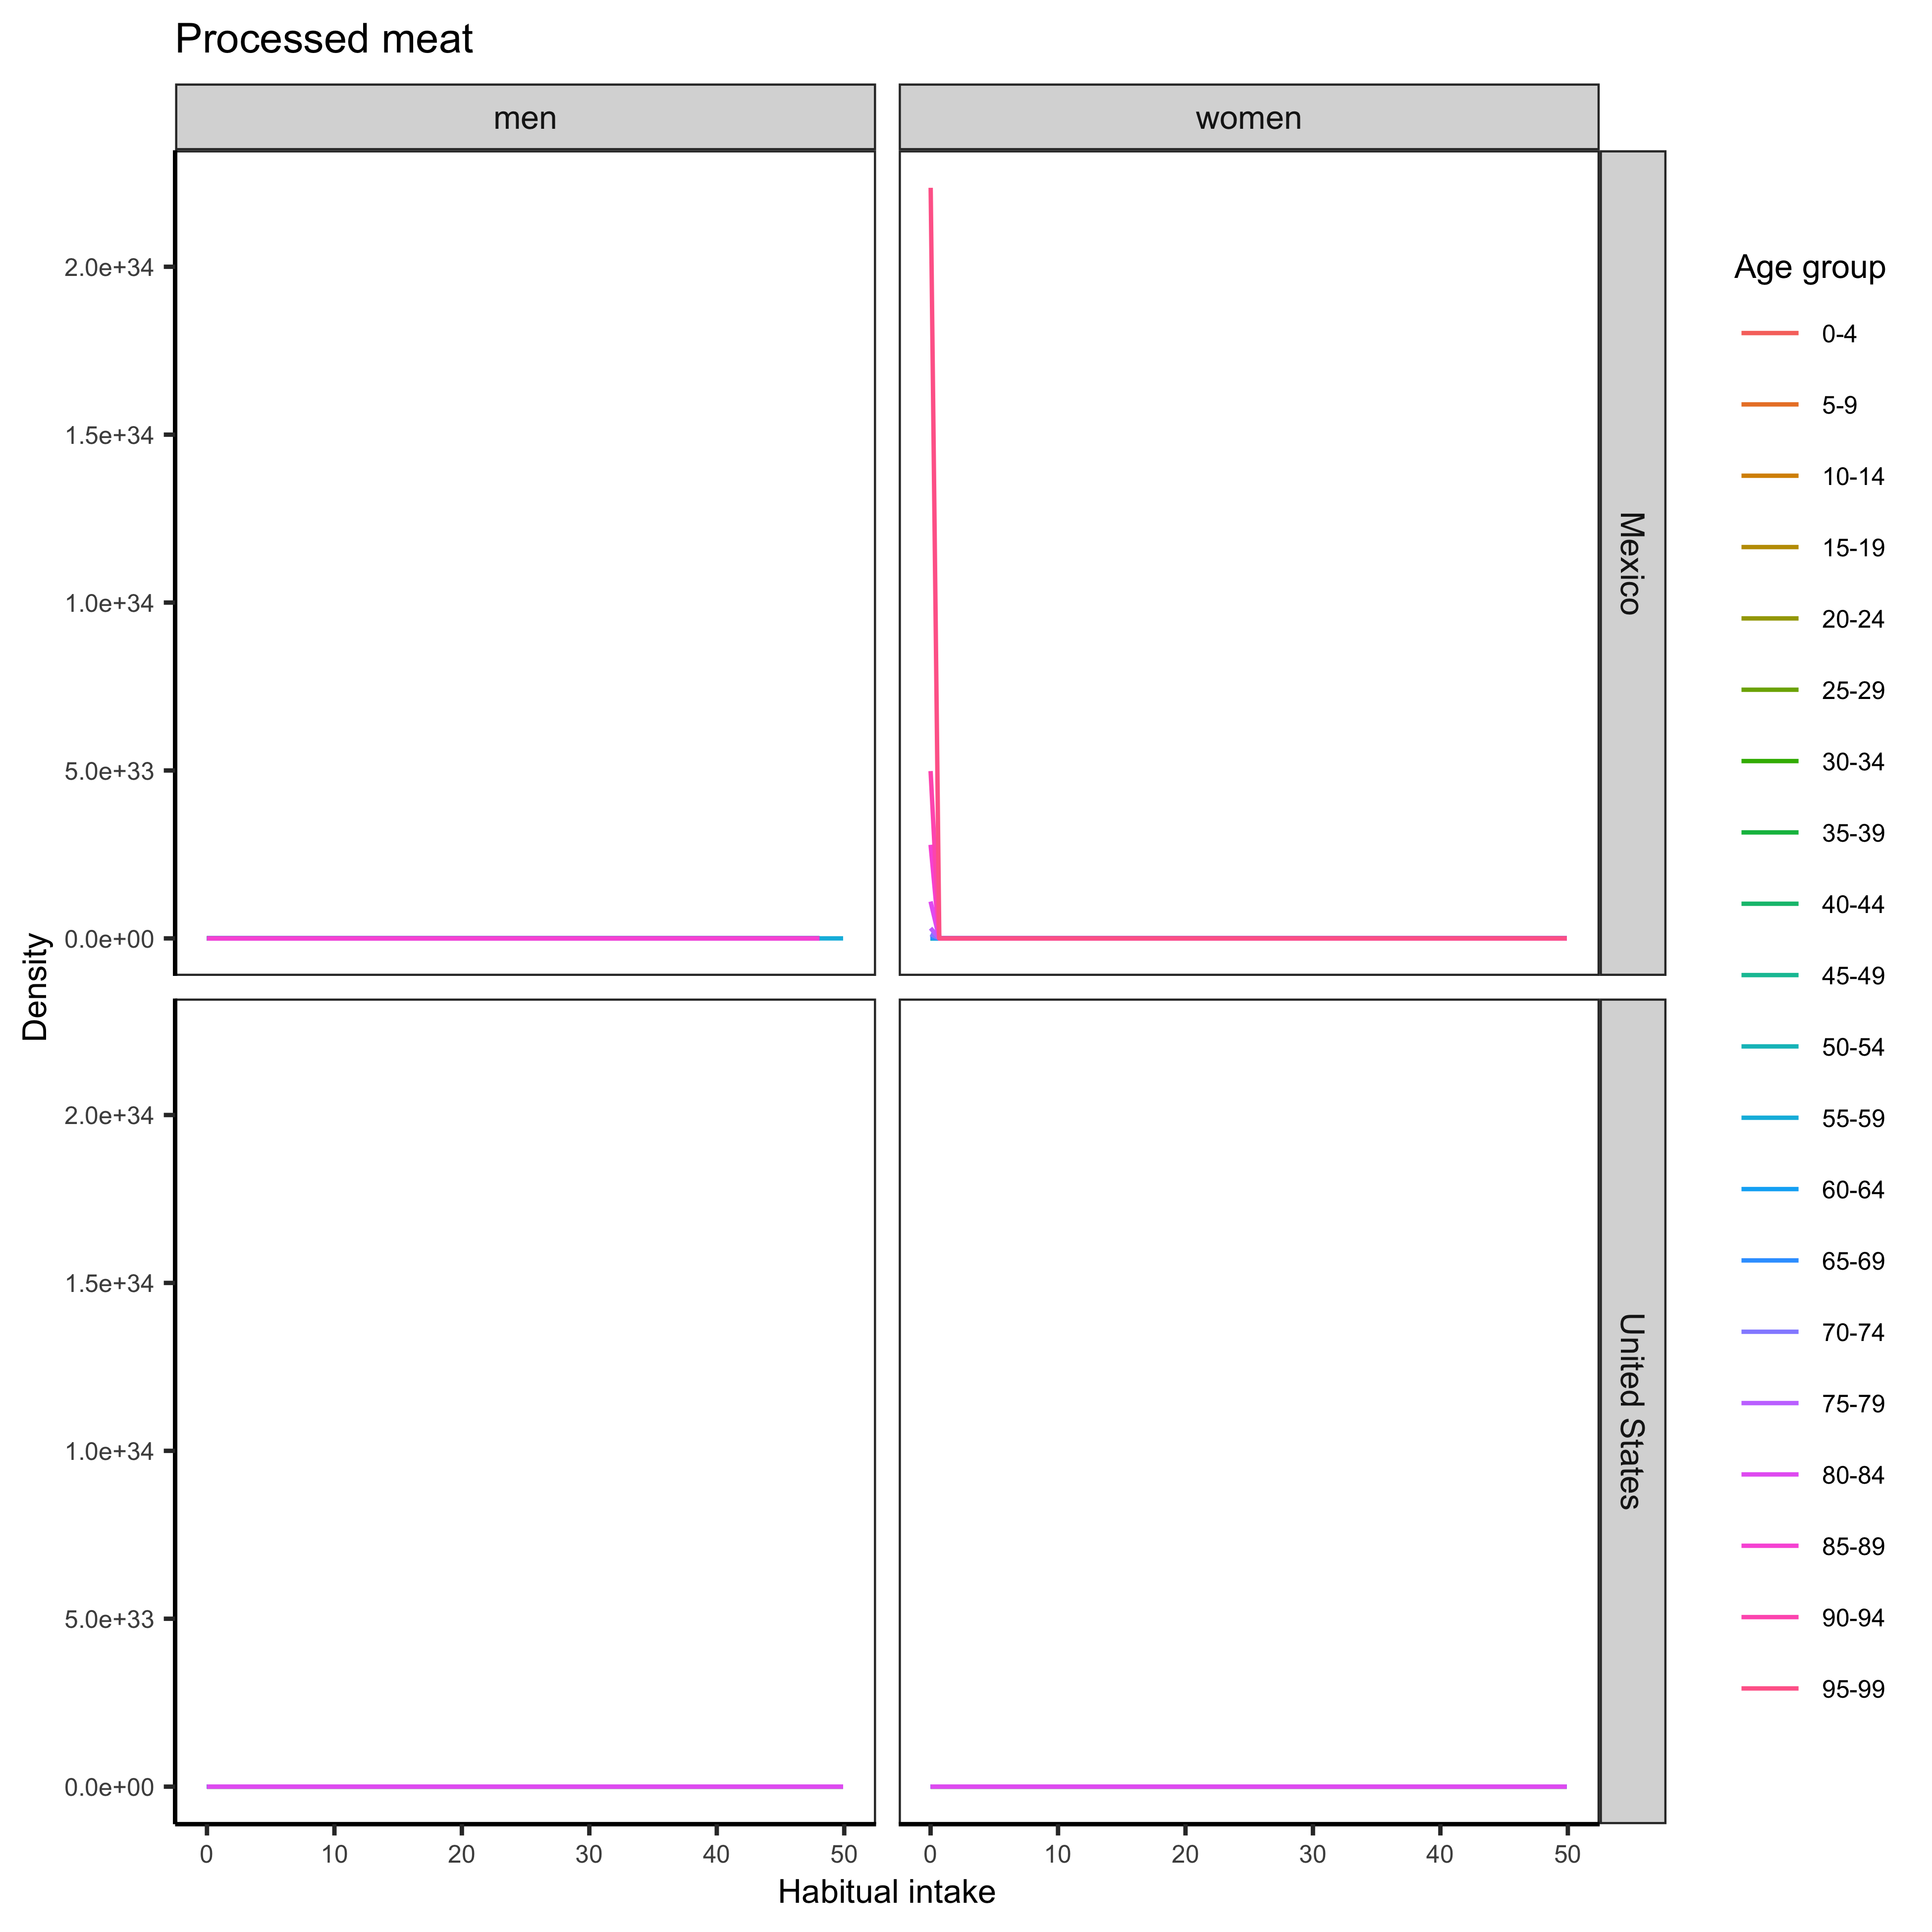 Processed meat
men
women
2.0e+34
1.5e+34
1.0e+34
5.0e+33
0.0e+00
Mexico
2.0e+34
1.5e+34
1.0e+34
5.0e+33
0.0e+00
United States
Density
0 10 20 30 40 50
0 10 20 30 40 50
Habitual intake
Age group
0-4
5-9
10-14
15-19
20-24
25-29
30-34
35-39
40-44
45-49
50-54
55-59
60-64
65-69
70-74
75-79
80-84
85-89
90-94
95-99